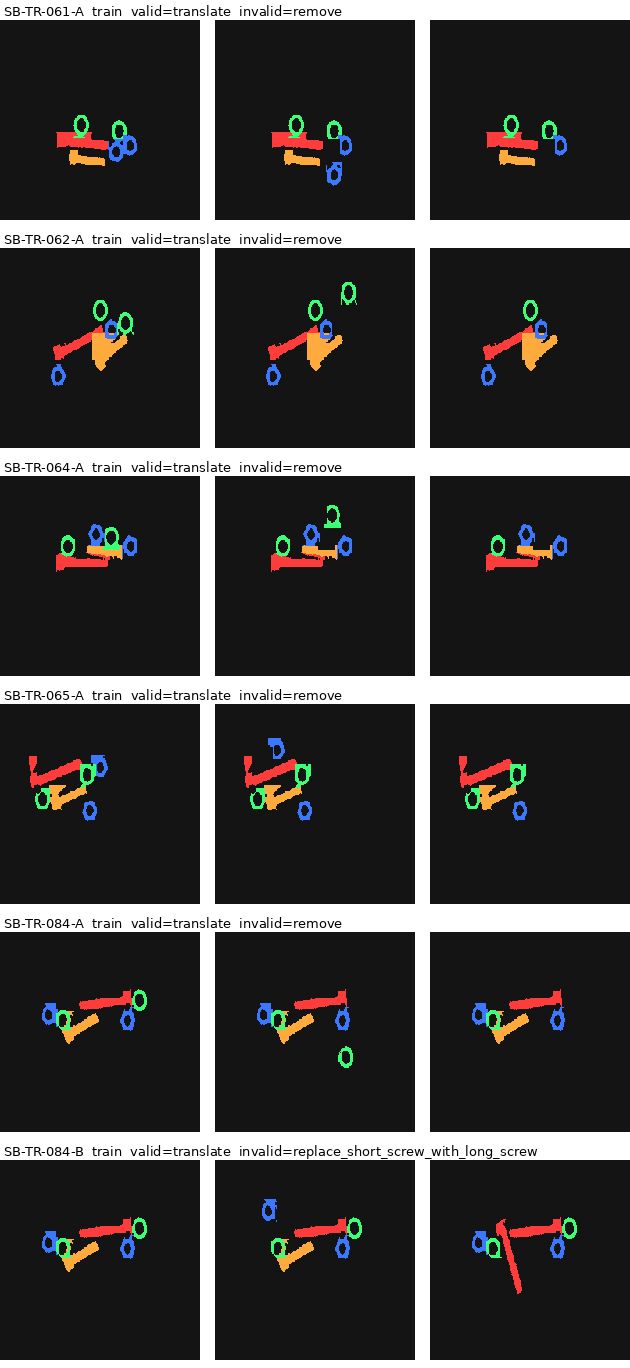 SB-TR-061-A  train  valid=translate  invalid=remove
SB-TR-062-A  train  valid=translate  invalid=remove
SB-TR-064-A  train  valid=translate  invalid=remove
SB-TR-065-A  train  valid=translate  invalid=remove
SB-TR-084-A  train  valid=translate  invalid=remove
SB-TR-084-B  train  valid=translate  invalid=replace_short_screw_with_long_screw